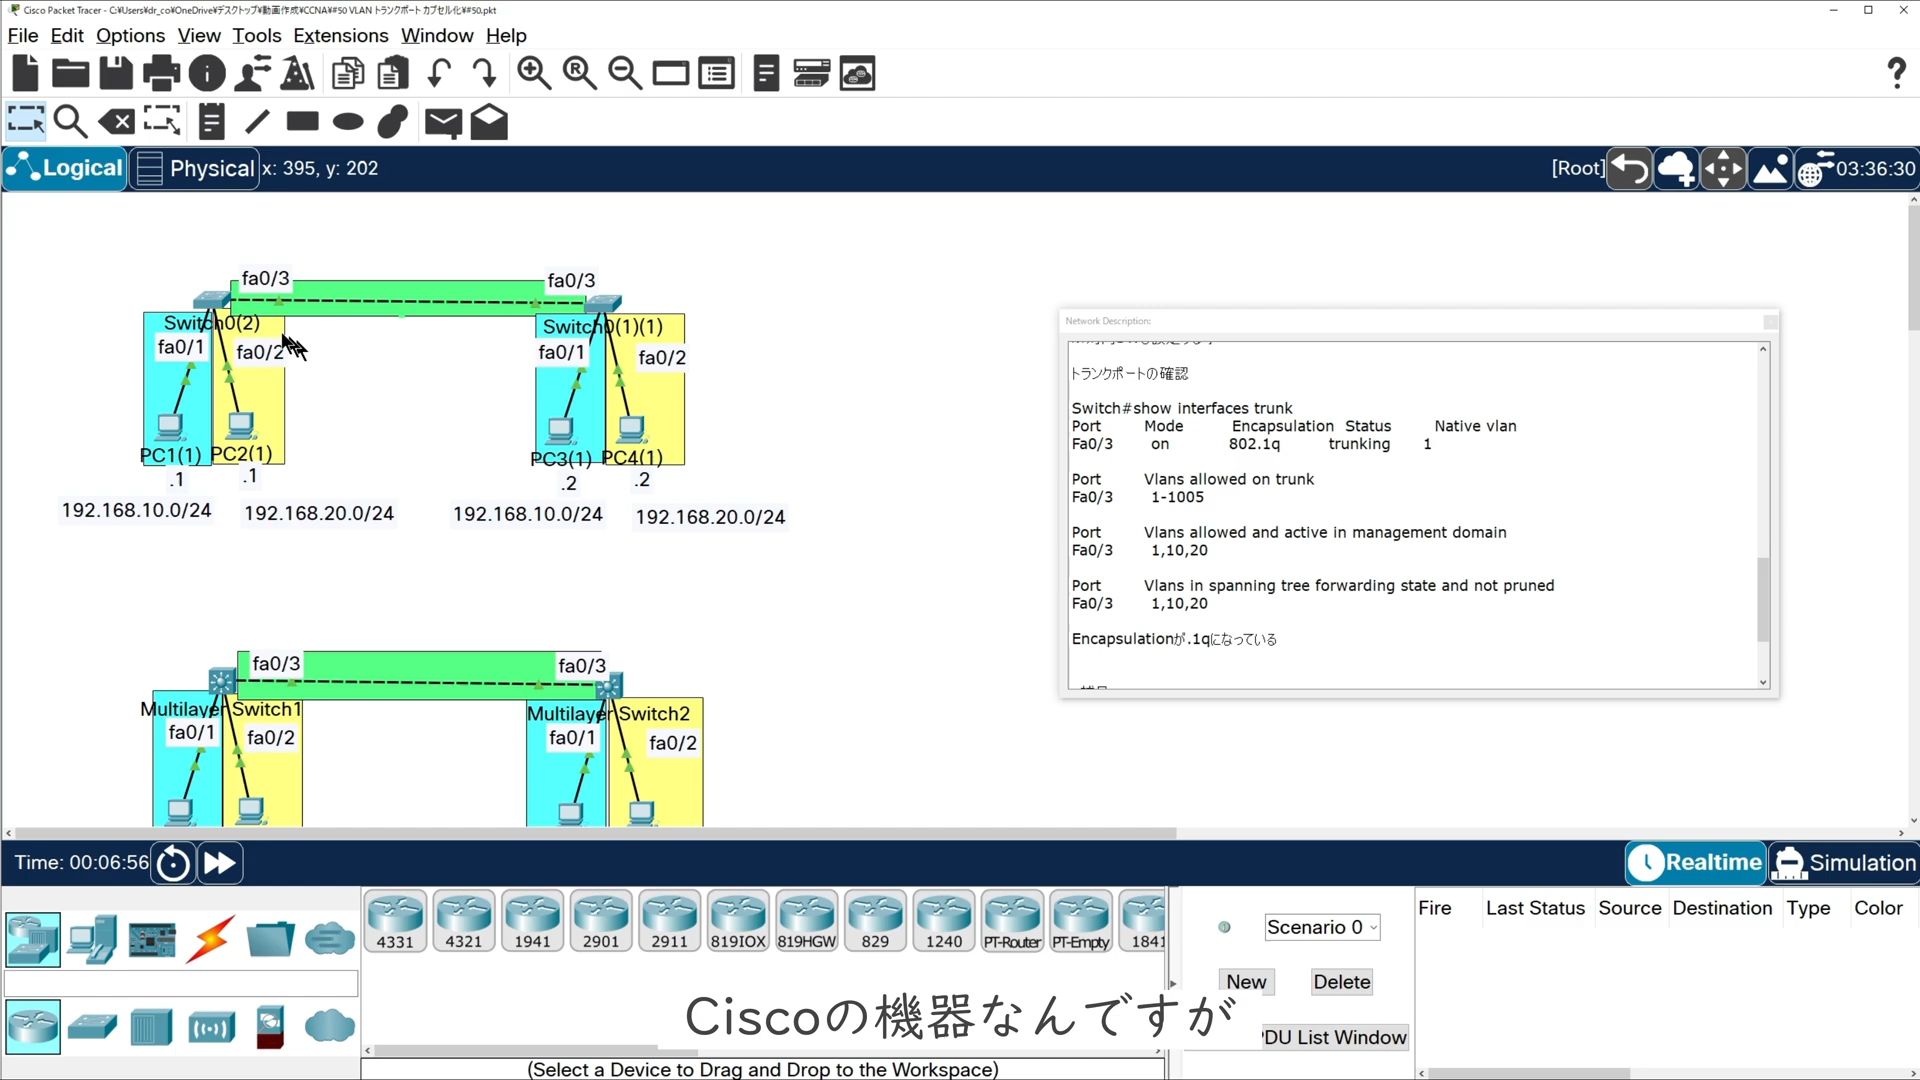 Cisco Packet Tracer - C:¥Users¥dr_co¥OneDrive¥デスクトップ¥動画作成¥CCNA¥#50 VLAN トランクポート カプセル化¥#50.pkt
File Edit Options View Tools Extensions Window Help
Logical Physical x: 395, y: 202 [Root] 03:36:30
fa0/3 fa0/3
Switch0(2) Switch0(1)(1)
fa0/1 fa0/2 fa0/1 fa0/2
PC1(1) PC2(1) PC3(1) PC4(1)
.1 .1 .2 .2
192.168.10.0/24 192.168.20.0/24 192.168.10.0/24 192.168.20.0/24
fa0/3 fa0/3
Multilayer Switch1 Multilayer Switch2
fa0/1 fa0/2 fa0/1 fa0/2
Network Description:
トランクポートの確認
Switch#show interfaces trunk
Port Mode Encapsulation Status Native vlan
Fa0/3 on 802.1q trunking 1
Port Vlans allowed on trunk
Fa0/3 1-1005
Port Vlans allowed and active in management domain
Fa0/3 1,10,20
Port Vlans in spanning tree forwarding state and not pruned
Fa0/3 1,10,20
Encapsulationが.1qになっている
Time: 00:06:56 Realtime Simulation
4331 4321 1941 2901 2911 819IOX 819HGW 829 1240 PT-Router PT-Empty 1841
Scenario 0
New Delete
DU List Window
Fire Last Status Source Destination Type Color
Ciscoの機器なんですが
(Select a Device to Drag and Drop to the Workspace)